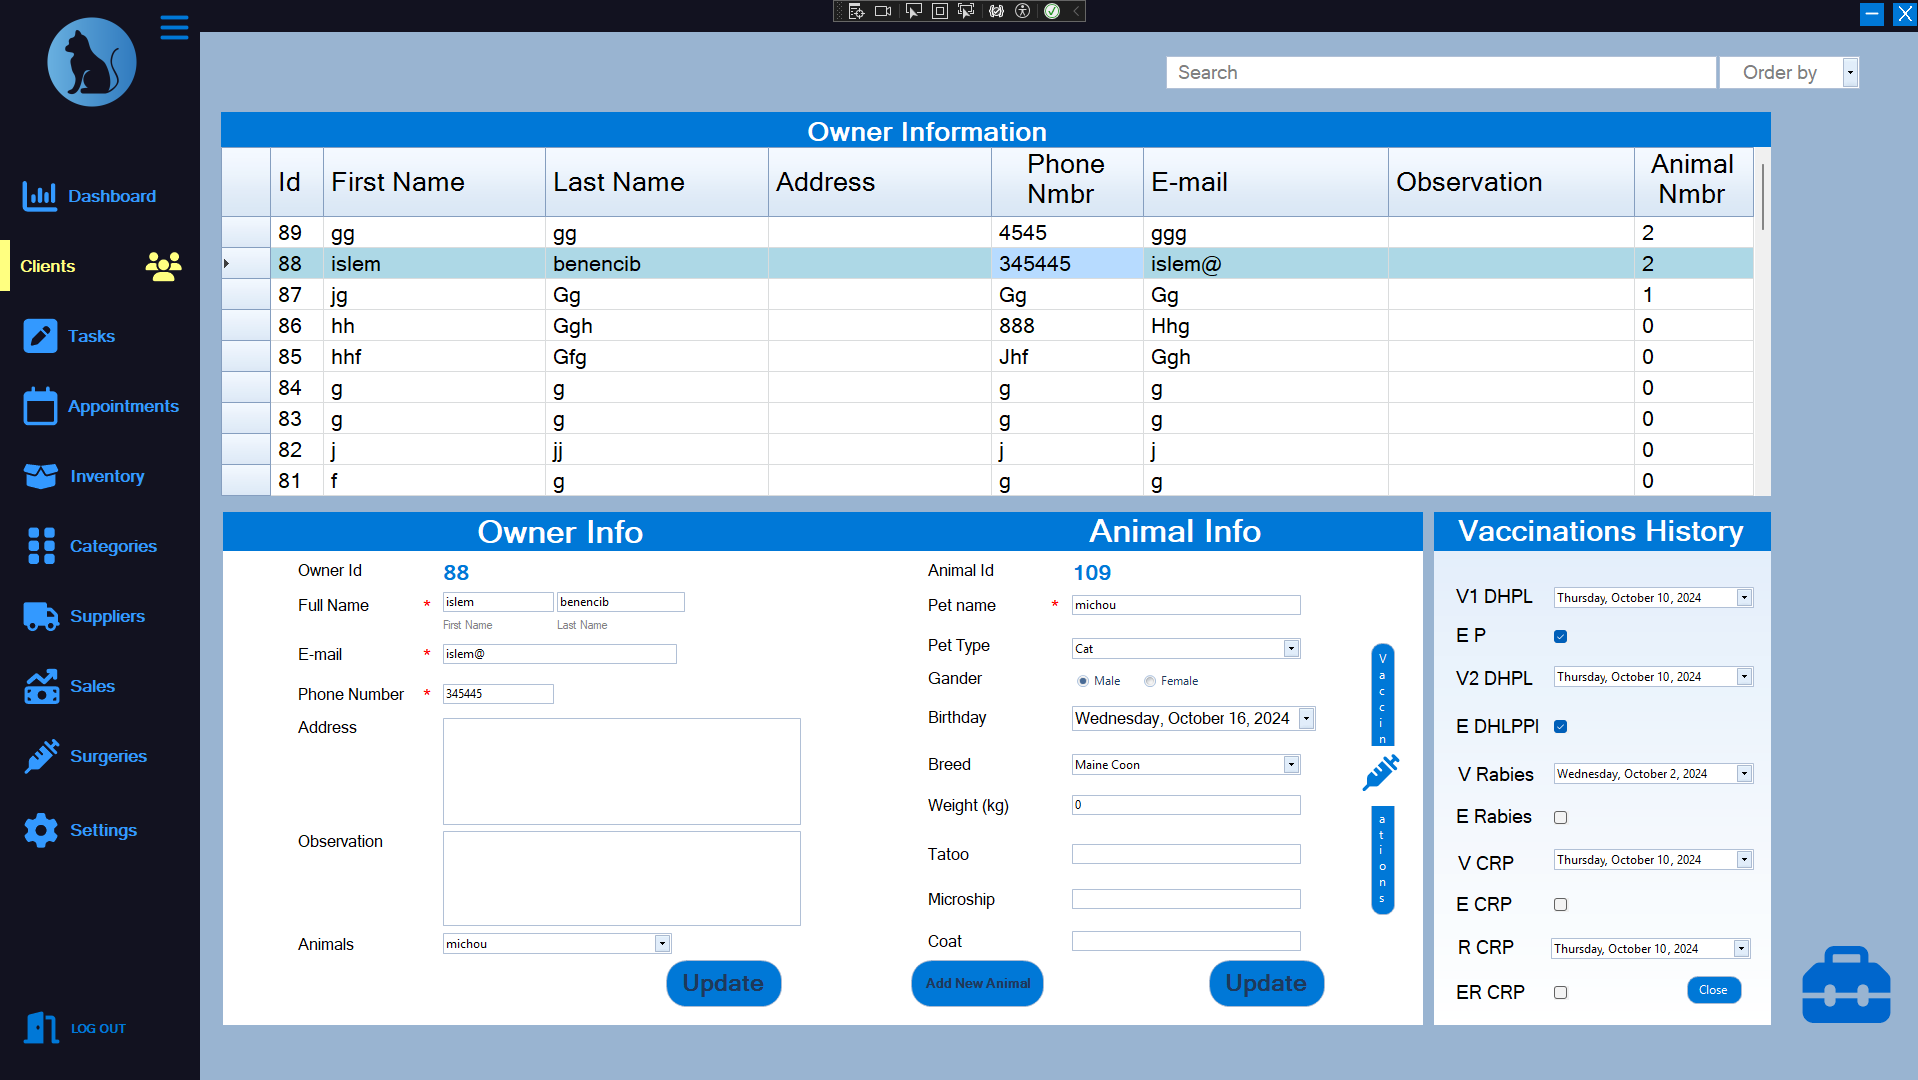 Search
Order by
Dashboard
Clients
Tasks
Appointments
Inventory
Categories
Suppliers
Sales
Surgeries
Settings
LOG OUT
Owner Information
Id First Name Last Name Address Phone Nmbr E-mail Observation Animal Nmbr
89 gg gg 4545 ggg 2
88 islem benencib 345445 islem@ 2
87 jg Gg Gg Gg 1
86 hh Ggh 888 Hhg 0
85 hhf Gfg Jhf Ggh 0
84 g g g g 0
83 g g g g 0
82 j jj j j 0
81 f g g g 0
Owner Info
Owner Id 88
Full Name * islem benencib
First Name Last Name
E-mail * islem@
Phone Number * 345445
Address
Observation
Animals michou
Update
Animal Info
Animal Id 109
Pet name * michou
Pet Type Cat
Gander Male Female
Birthday Wednesday, October 16, 2024
Breed Maine Coon
Weight (kg) 0
Tatoo
Microship
Coat
Add New Animal
Update
Vaccin
ations
Vaccinations History
V1 DHPL Thursday, October 10, 2024
E P
V2 DHPL Thursday, October 10, 2024
E DHLPPI
V Rabies Wednesday, October 2, 2024
E Rabies
V CRP Thursday, October 10, 2024
E CRP
R CRP Thursday, October 10, 2024
ER CRP
Close